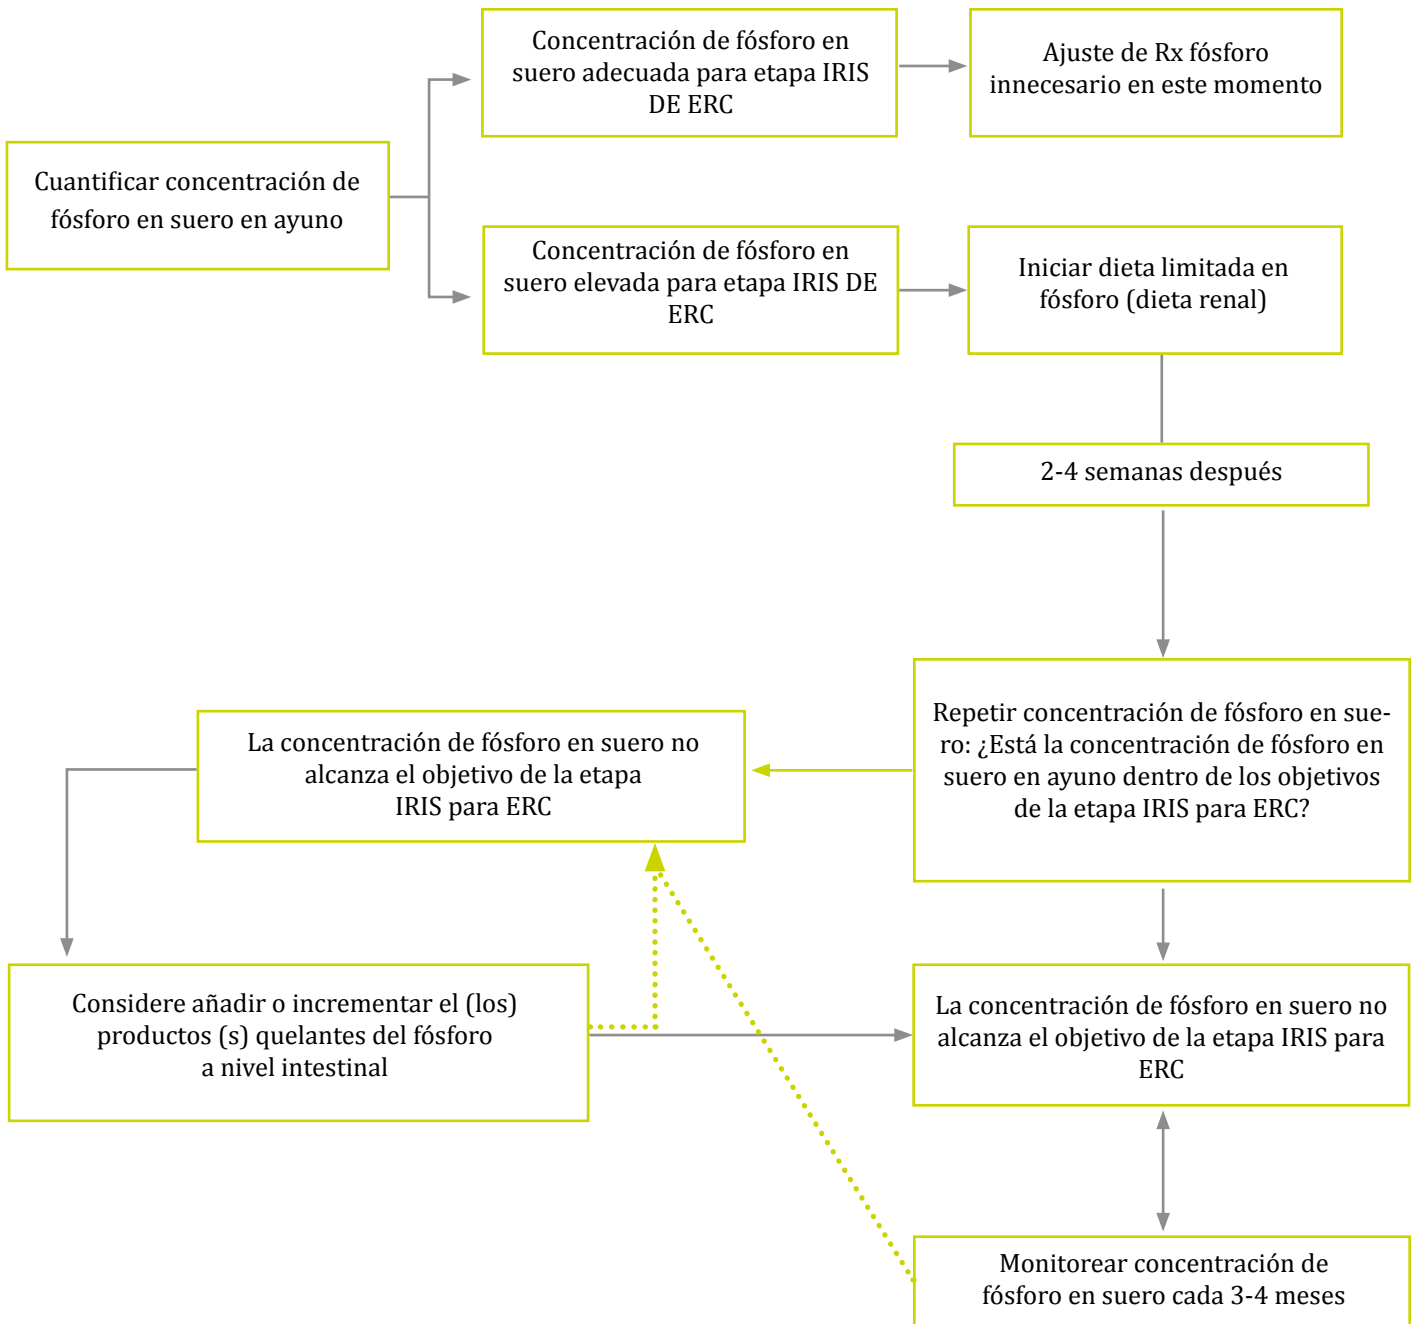 Concentración de fósforo en
suero adecuada para etapa IRIS
DE ERC
Ajuste de Rx fósforo
innecesario en este momento
Cuantificar concentración de
fósforo en suero en ayuno
Concentración de fósforo en
suero elevada para etapa IRIS DE
ERC
Iniciar dieta limitada en
fósforo (dieta renal)
2-4 semanas después
Repetir concentración de fósforo en sue-
ro: ¿Está la concentración de fósforo en
suero en ayuno dentro de los objetivos
de la etapa IRIS para ERC?
La concentración de fósforo en suero no
alcanza el objetivo de la etapa
IRIS para ERC
Considere añadir o incrementar el (los)
productos (s) quelantes del fósforo
a nivel intestinal
La concentración de fósforo en suero no
alcanza el objetivo de la etapa IRIS para
ERC
Monitorear concentración de
fósforo en suero cada 3-4 meses